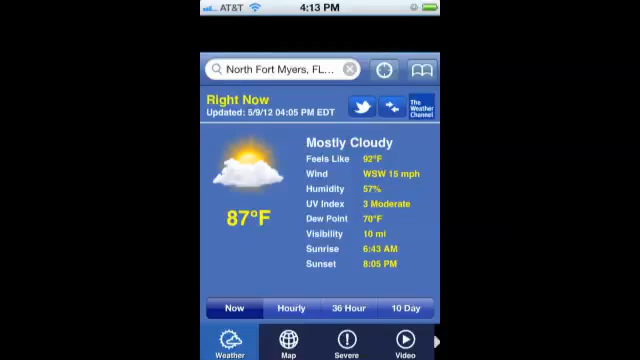 AT&T 4:13 PM
North Fort Myers, FL...
Right Now
Updated: 5/9/12 04:05 PM EDT
The
Weather
Channel
Mostly Cloudy
Feels Like 92°F
Wind WSW 15 mph
Humidity 57%
87°F
UV Index 3 Moderate
Dew Point 70°F
Visibility 10 mi
Sunrise 6:43 AM
Sunset 8:05 PM
Now Hourly 36 Hour 10 Day
Weather Map Severe Video